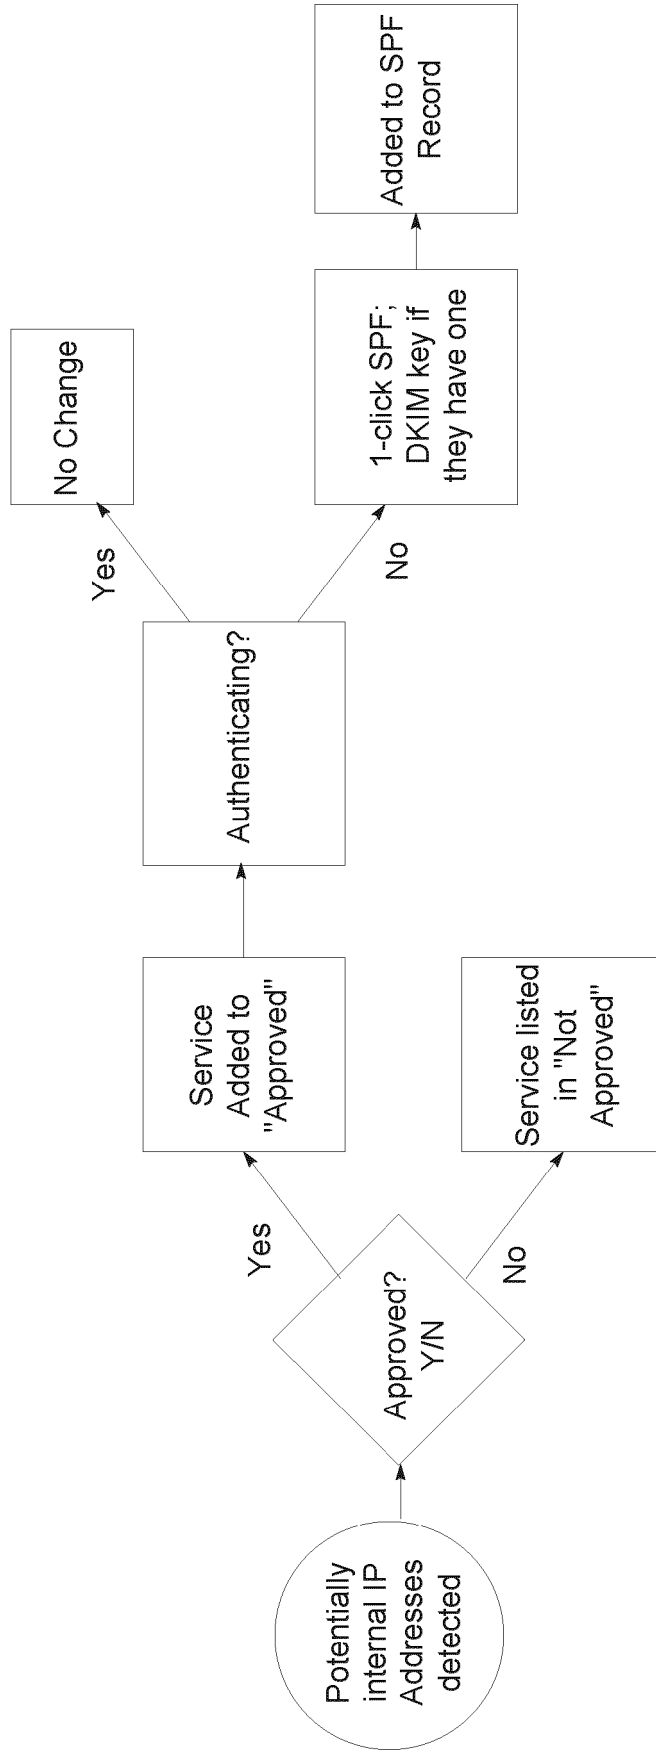 Potentially
internal IP
Addresses
detected
Approved?
Y/N
Yes
No
Service
Added to
"Approved"
Service listed
in "Not
Approved"
Authenticating?
Yes
No
No Change
1-click SPF;
DKIM key if
they have one
Added to SPF
Record